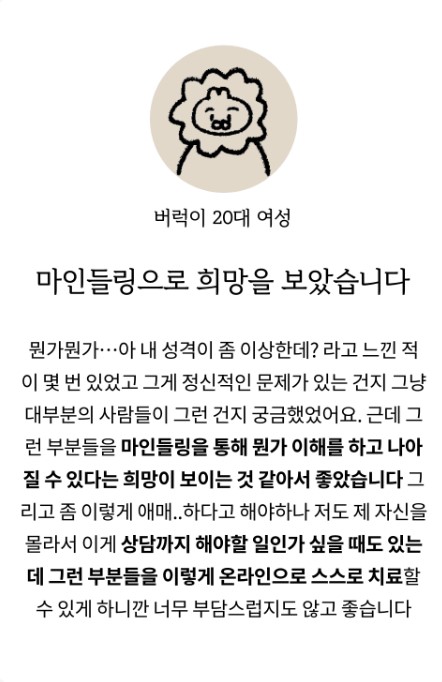 버럭이 20대 여성
마인들링으로 희망을 보았습니다
뭔가뭔가…아 내 성격이 좀 이상한데? 라고 느낀 적
이 몇 번 있었고 그게 정신적인 문제가 있는 건지 그냥
대부분의 사람들이 그런 건지 궁금했었어요. 근데 그
런 부분들을 마인들링을 통해 뭔가 이해를 하고 나아
질 수 있다는 희망이 보이는 것 같아서 좋았습니다 그
리고 좀 이렇게 애매..하다고 해야하나 저도 제 자신을
몰라서 이게 상담까지 해야할 일인가 싶을 때도 있는
데 그런 부분들을 이렇게 온라인으로 스스로 치료할
수 있게 하니깐 너무 부담스럽지도 않고 좋습니다